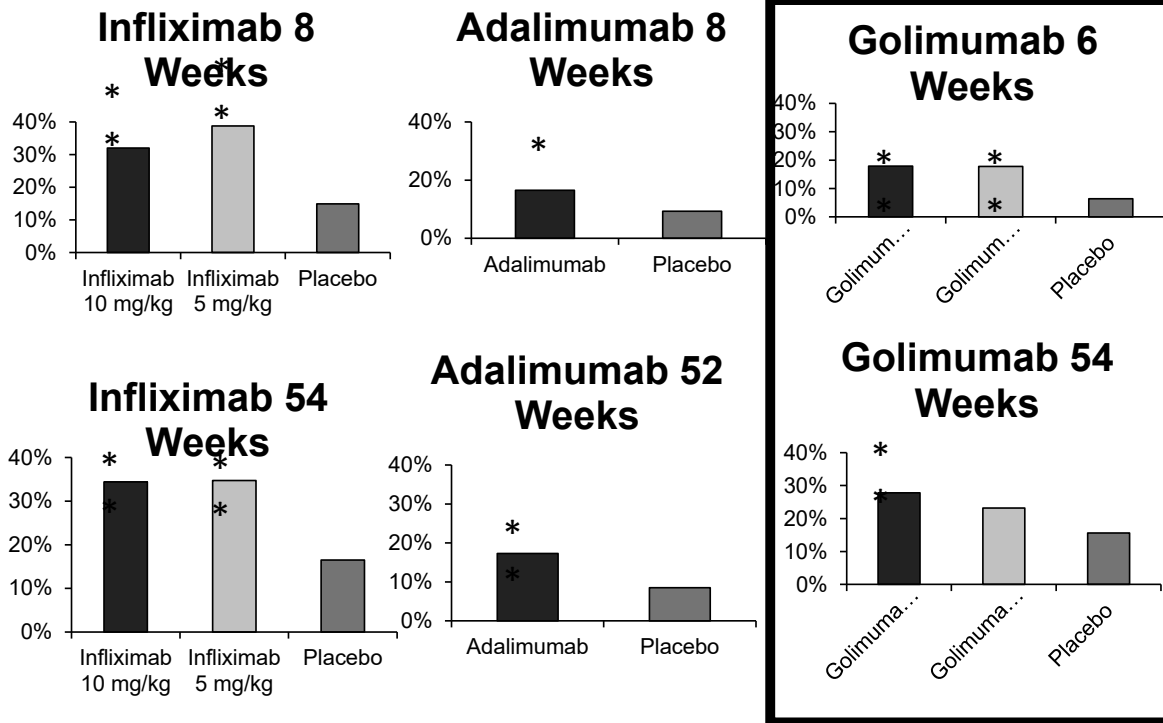 Infliximab 8
Weeks
*
*
*
*
40%
30%
20%
10%
0%
Infliximab
10 mg/kg
Infliximab
5 mg/kg
Placebo
Adalimumab 8
Weeks
*
40%
20%
0%
Adalimumab
Placebo
Golimumab 6
Weeks
40%
30%
20%
10%
0%
*
*
*
*
Golimum…
Golimum…
Placebo
Infliximab 54
Weeks
*
*
*
*
40%
30%
20%
10%
0%
Infliximab
10 mg/kg
Infliximab
5 mg/kg
Placebo
Adalimumab 52
Weeks
*
*
40%
30%
20%
10%
0%
Adalimumab
Placebo
Golimumab 54
Weeks
*
*
40%
30%
20%
10%
0%
Golimuma…
Golimuma…
Placebo